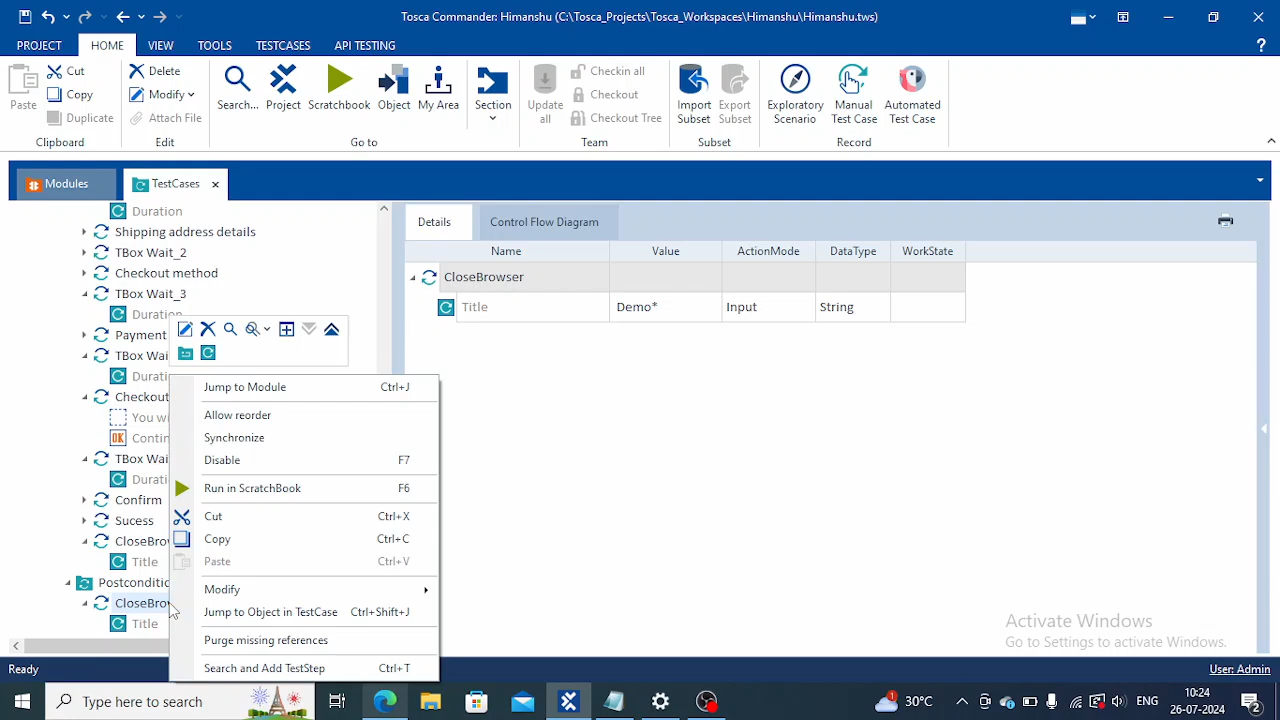 Tosca Commander: Himanshu (C:\Tosca_Projects\Tosca_Workspaces\Himanshu\Himanshu.tws)
PROJECT HOME VIEW TOOLS TESTCASES API TESTING ?
Paste
Cut
Copy
Duplicate
Clipboard
Delete
Modify
Attach File
Edit
Search... Project Scratchbook Object My Area Section
Go to
Update all
Checkin all
Checkout
Checkout Tree
Team
Import Subset
Export Subset
Subset
Exploratory Scenario
Manual Test Case
Automated Test Case
Record
Modules TestCases
Duration
Shipping address details
TBox Wait_2
Checkout method
TBox Wait_3
Duration
Payment
TBox Wai
Durati
Checkout
You wi
OK Contin
TBox Wai
Durati
Confirm
Sucess
CloseBro
Title
Postconditio
CloseBrow
Title
Jump to Module Ctrl+J
Allow reorder
Synchronize
Disable F7
Run in ScratchBook F6
Cut Ctrl+X
Copy Ctrl+C
Paste Ctrl+V
Modify
Jump to Object in TestCase Ctrl+Shift+J
Purge missing references
Search and Add TestStep Ctrl+T
Details Control Flow Diagram
Name Value ActionMode DataType WorkState
CloseBrowser
Title Demo* Input String
Activate Windows
Go to Settings to activate Windows.
Ready User: Admin
Type here to search
1 30°C ENG 10:24 26-07-2024 2